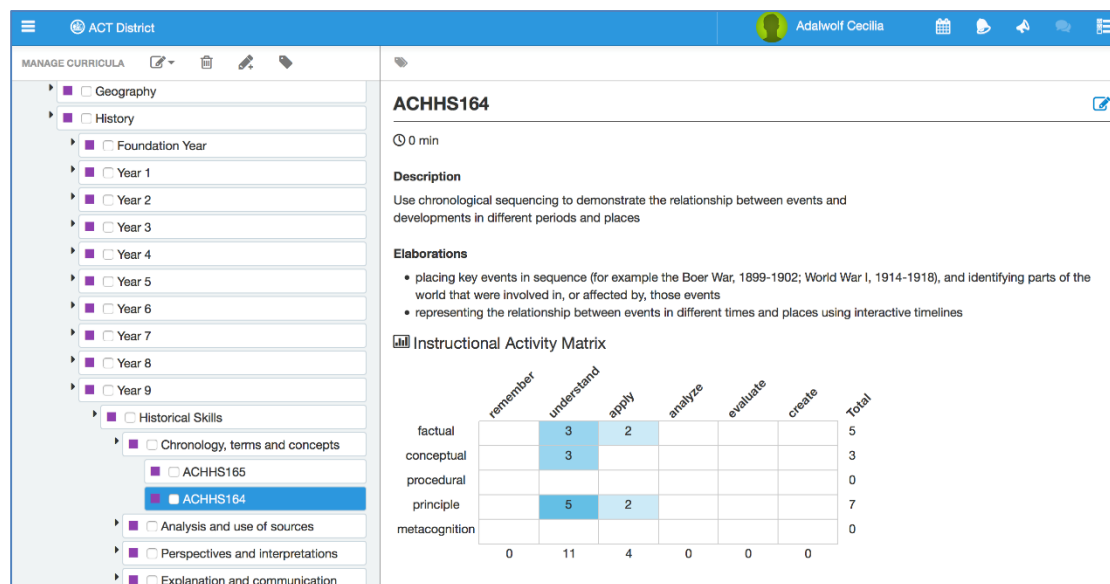 ACT District
Adalwolf Cecilia
MANAGE CURRICULA
Geography
History
Foundation Year
Year 1
Year 2
Year 3
Year 4
Year 5
Year 6
Year 7
Year 8
Year 9
Historical Skills
Chronology, terms and concepts
ACHHS165
ACHHS164
Analysis and use of sources
Perspectives and interpretations
Explanation and communication
ACHHS164
0 min
Description
Use chronological sequencing to demonstrate the relationship between events and
developments in different periods and places
Elaborations
• placing key events in sequence (for example the Boer War, 1899-1902; World War I, 1914-1918), and identifying parts of the
world that were involved in, or affected by, those events
• representing the relationship between events in different times and places using interactive timelines
Instructional Activity Matrix
remember understand apply analyze evaluate create Total
factual 3 2 5
conceptual 3 3
procedural 0
principle 5 2 7
metacognition 0
0 11 4 0 0 0